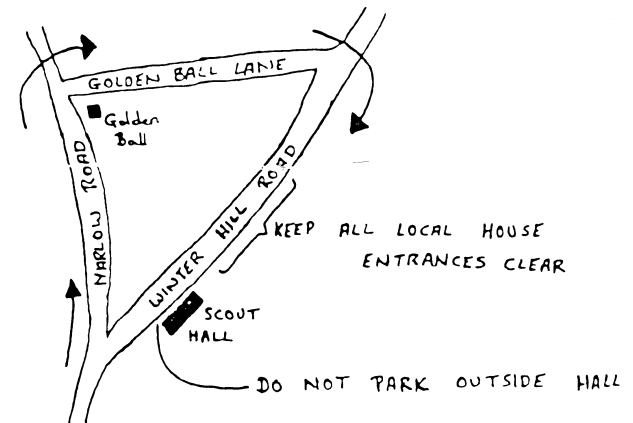 GOLDEN BALL LANE
Golden
Ball
NARLOW ROAD
WINTER HILL ROAD
KEEP ALL LOCAL HOUSE
ENTRANCES CLEAR
SCOUT
HALL
DO NOT PARK OUTSIDE HALL